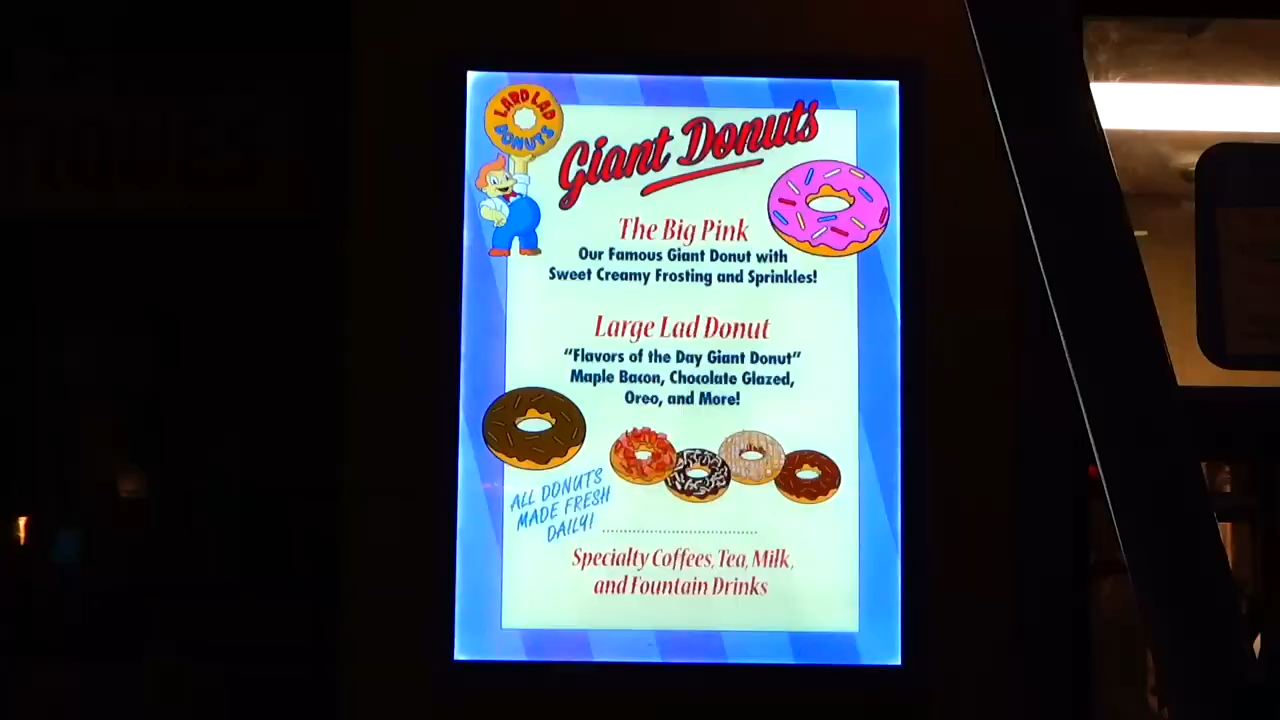 LARD LAD
DONUTS
Giant Donuts
The Big Pink
Our Famous Giant Donut with
Sweet Creamy Frosting and Sprinkles!
Large Lad Donut
“Flavors of the Day Giant Donut”
Maple Bacon, Chocolate Glazed,
Oreo, and More!
ALL DONUTS
MADE FRESH
DAILY!
Specialty Coffees, Tea, Milk,
and Fountain Drinks